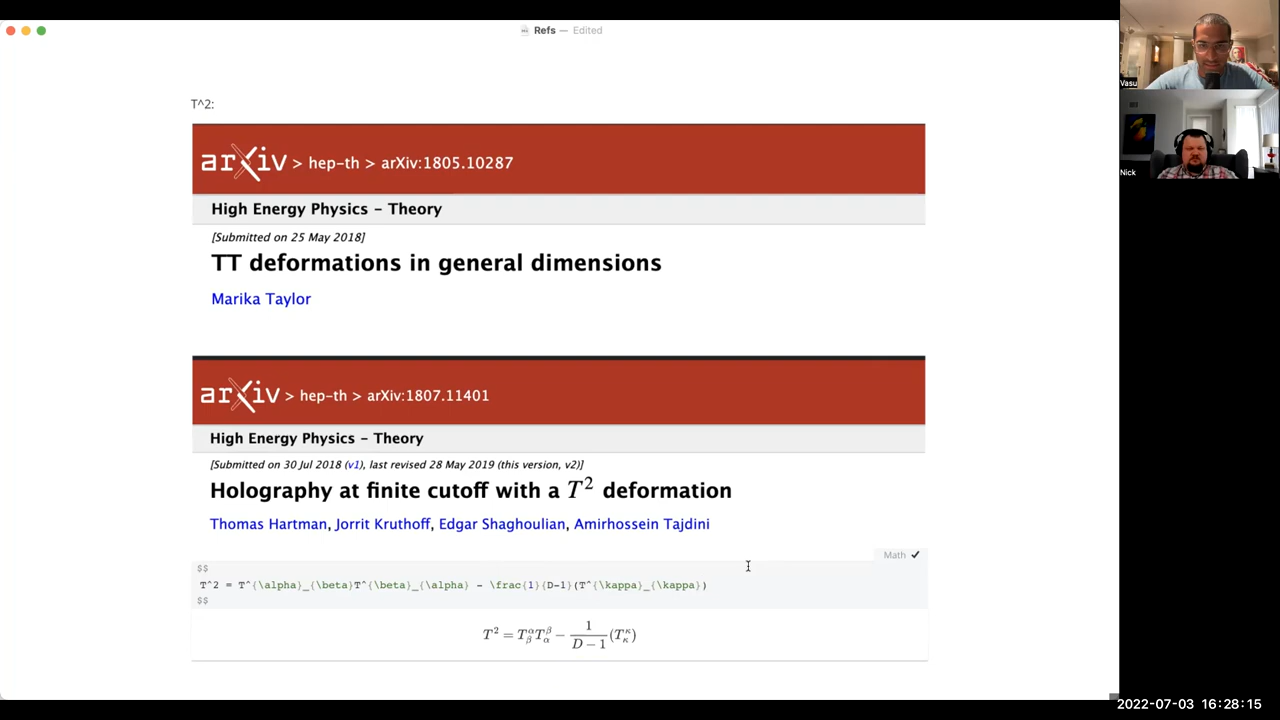 Refs — Edited
Vasu
Nick
T^2:
arXiv > hep-th > arXiv:1805.10287
High Energy Physics – Theory
[Submitted on 25 May 2018]
TT deformations in general dimensions
Marika Taylor
arXiv > hep-th > arXiv:1807.11401
High Energy Physics – Theory
[Submitted on 30 Jul 2018 (v1), last revised 28 May 2019 (this version, v2)]
Holography at finite cutoff with a T² deformation
Thomas Hartman, Jorrit Kruthoff, Edgar Shaghoulian, Amirhossein Tajdini
Math ✓
$$
T^2 = T^{\alpha}_{\beta}T^{\beta}_{\alpha} - \frac{1}{D-1}(T^{\kappa}_{\kappa})
$$
T² = T^α_β T^β_α − 1/(D − 1) (T^κ_κ)
2022-07-03 16:28:15